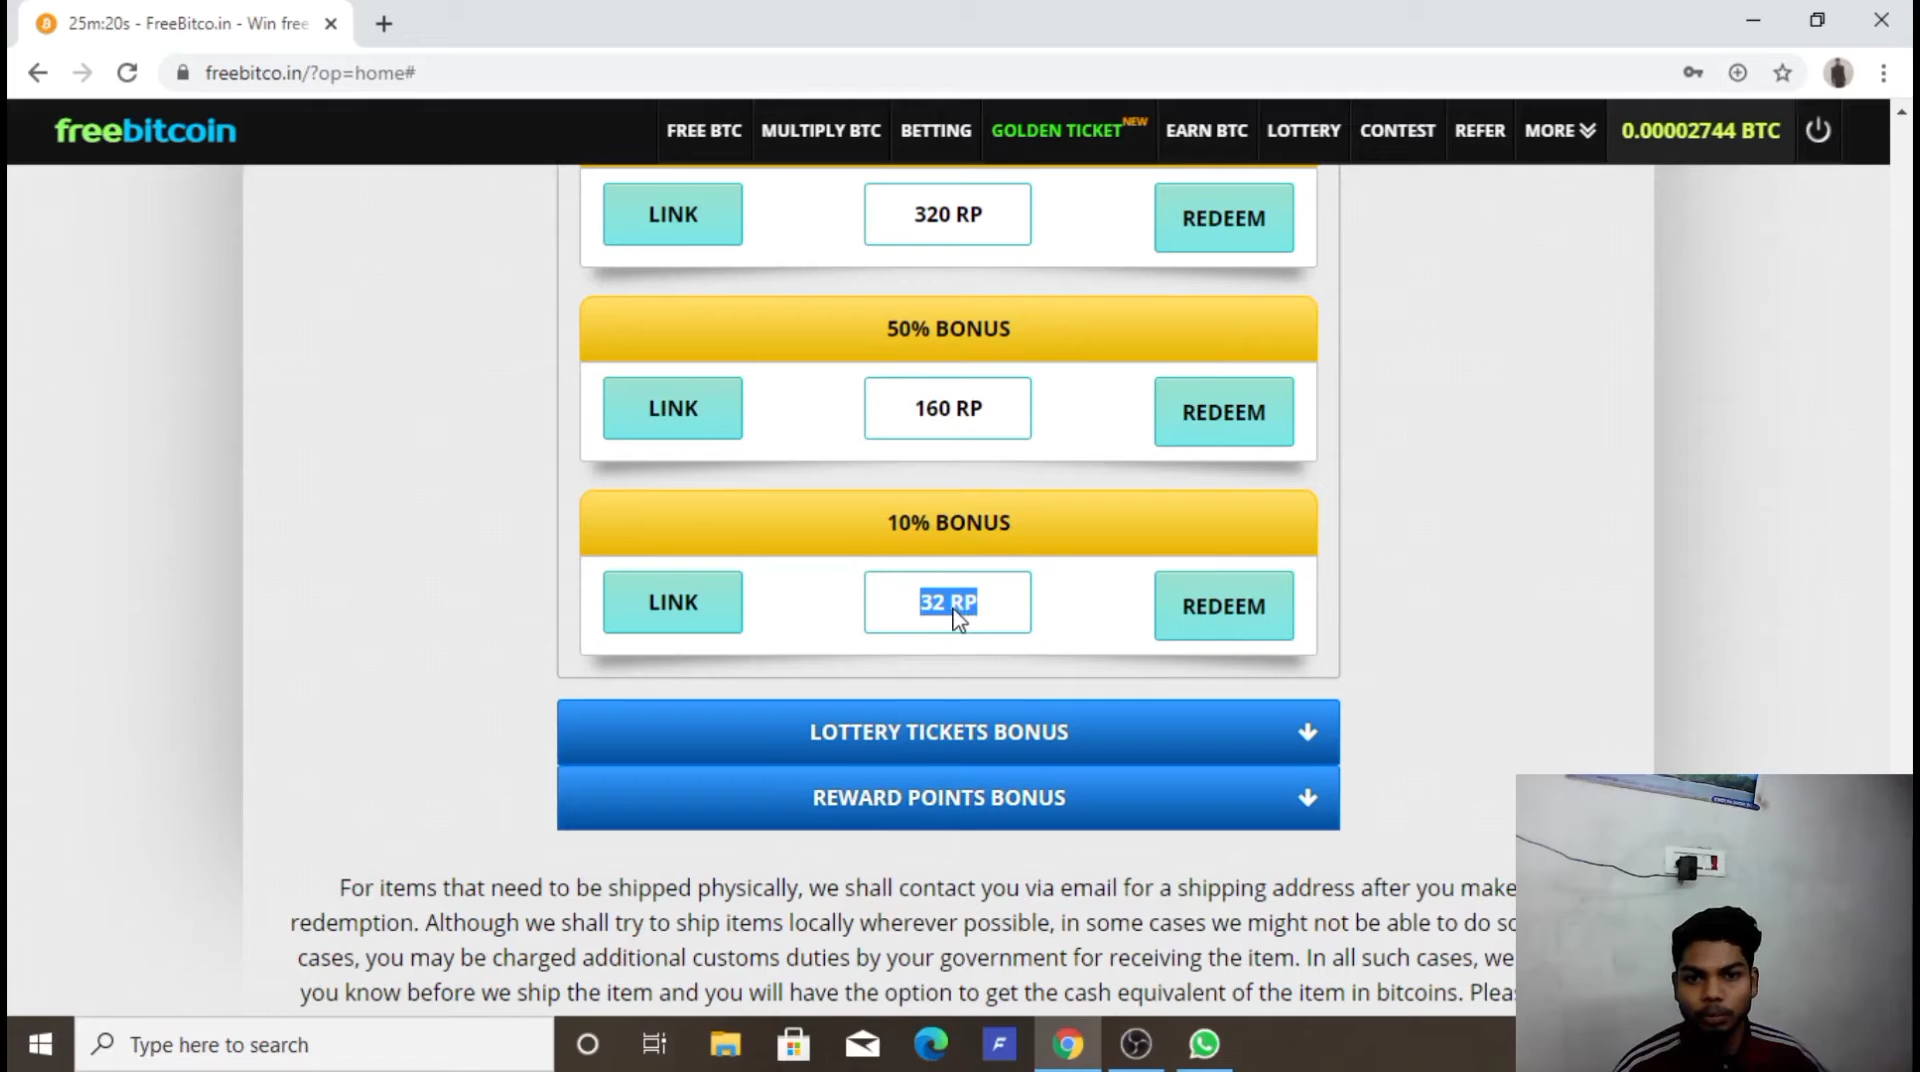 25m:20s - FreeBitco.in - Win free
freebitco.in/?op=home#
freebitcoin
FREE BTC MULTIPLY BTC BETTING GOLDEN TICKET NEW EARN BTC LOTTERY CONTEST REFER MORE 0.00002744 BTC
LINK 320 RP REDEEM
50% BONUS
LINK 160 RP REDEEM
10% BONUS
LINK 32 RP REDEEM
LOTTERY TICKETS BONUS
REWARD POINTS BONUS
For items that need to be shipped physically, we shall contact you via email for a shipping address after you make
redemption. Although we shall try to ship items locally wherever possible, in some cases we might not be able to do so
cases, you may be charged additional customs duties by your government for receiving the item. In all such cases, we
you know before we ship the item and you will have the option to get the cash equivalent of the item in bitcoins. Pleas
Type here to search